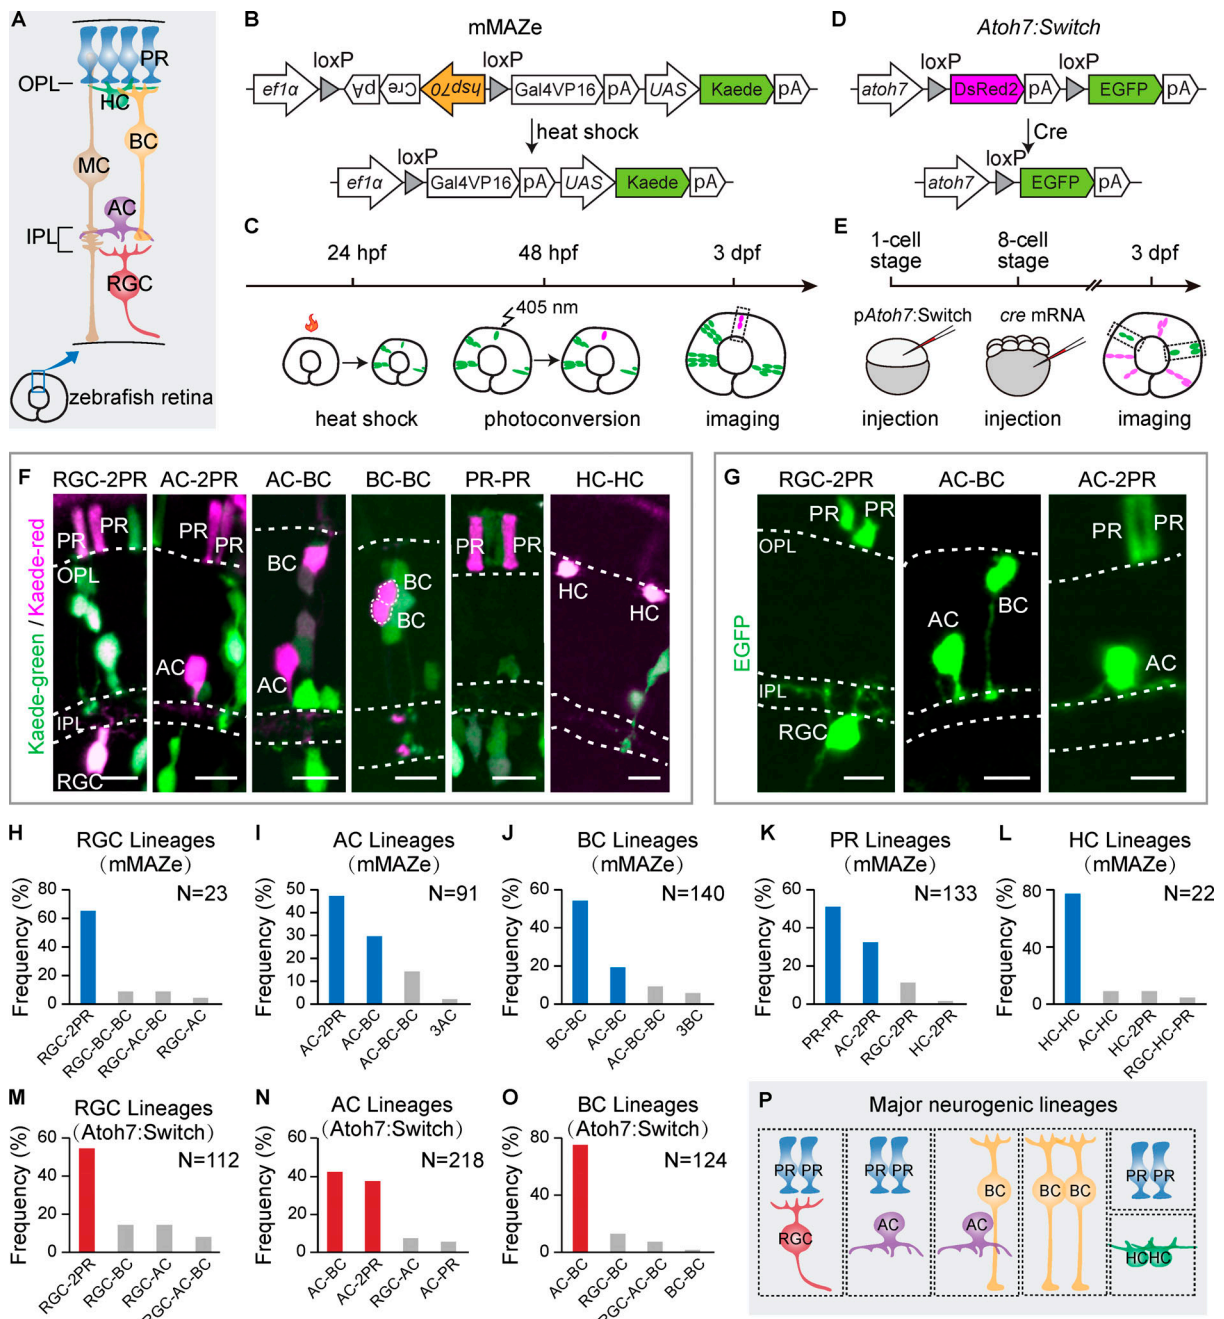 A
PR
OPL
HC
BC
MC
AC
IPL
RGC
zebrafish retina
B
mMAZe
loxP
loxP
ef1α
pA
Cre
hsp70
Gal4VP16
pA
UAS
Kaede
pA
heat shock
loxP
ef1α
Gal4VP16
pA
UAS
Kaede
pA
C
24 hpf
48 hpf
3 dpf
405 nm
heat shock
photoconversion
imaging
D
Atoh7:Switch
loxP
loxP
atoh7
DsRed2
pA
EGFP
pA
Cre
loxP
atoh7
EGFP
pA
E
1-cell
stage
8-cell
stage
3 dpf
pAtoh7:Switch
cre mRNA
injection
injection
imaging
F
RGC-2PR
AC-2PR
AC-BC
BC-BC
PR-PR
HC-HC
Kaede-green / Kaede-red
PR
PR
OPL
IPL
RGC
PR
PR
AC
BC
AC
BC
BC
PR
PR
HC
HC
G
RGC-2PR
AC-BC
AC-2PR
EGFP
PR
PR
OPL
IPL
RGC
AC
BC
PR
PR
AC
H
RGC Lineages
(mMAZe)
N=23
Frequency (%)
80
60
40
20
0
RGC-2PR
RGC-BC-BC
RGC-AC-BC
RGC-AC
I
AC Lineages
(mMAZe)
N=91
Frequency (%)
50
40
30
20
10
0
AC-2PR
AC-BC
AC-BC-BC
3AC
J
BC Lineages
(mMAZe)
N=140
Frequency (%)
60
40
20
0
BC-BC
AC-BC
AC-BC-BC
3BC
K
PR Lineages
(mMAZe)
N=133
Frequency (%)
60
40
20
0
PR-PR
AC-2PR
RGC-2PR
HC-2PR
L
HC Lineages
(mMAZe)
N=22
Frequency (%)
80
40
0
HC-HC
AC-HC
HC-2PR
RGC-HC-PR
M
RGC Lineages
(Atoh7:Switch)
N=112
Frequency (%)
60
40
20
0
RGC-2PR
RGC-BC
RGC-AC
RGC-AC-BC
N
AC Lineages
(Atoh7:Switch)
N=218
Frequency (%)
60
40
20
0
AC-BC
AC-2PR
RGC-AC
AC-PR
O
BC Lineages
(Atoh7:Switch)
N=124
Frequency (%)
80
40
0
AC-BC
RGC-BC
RGC-AC-BC
BC-BC
P
Major neurogenic lineages
PR
PR
RGC
PR
PR
AC
BC
AC
BC
BC
PR
PR
HC
HC